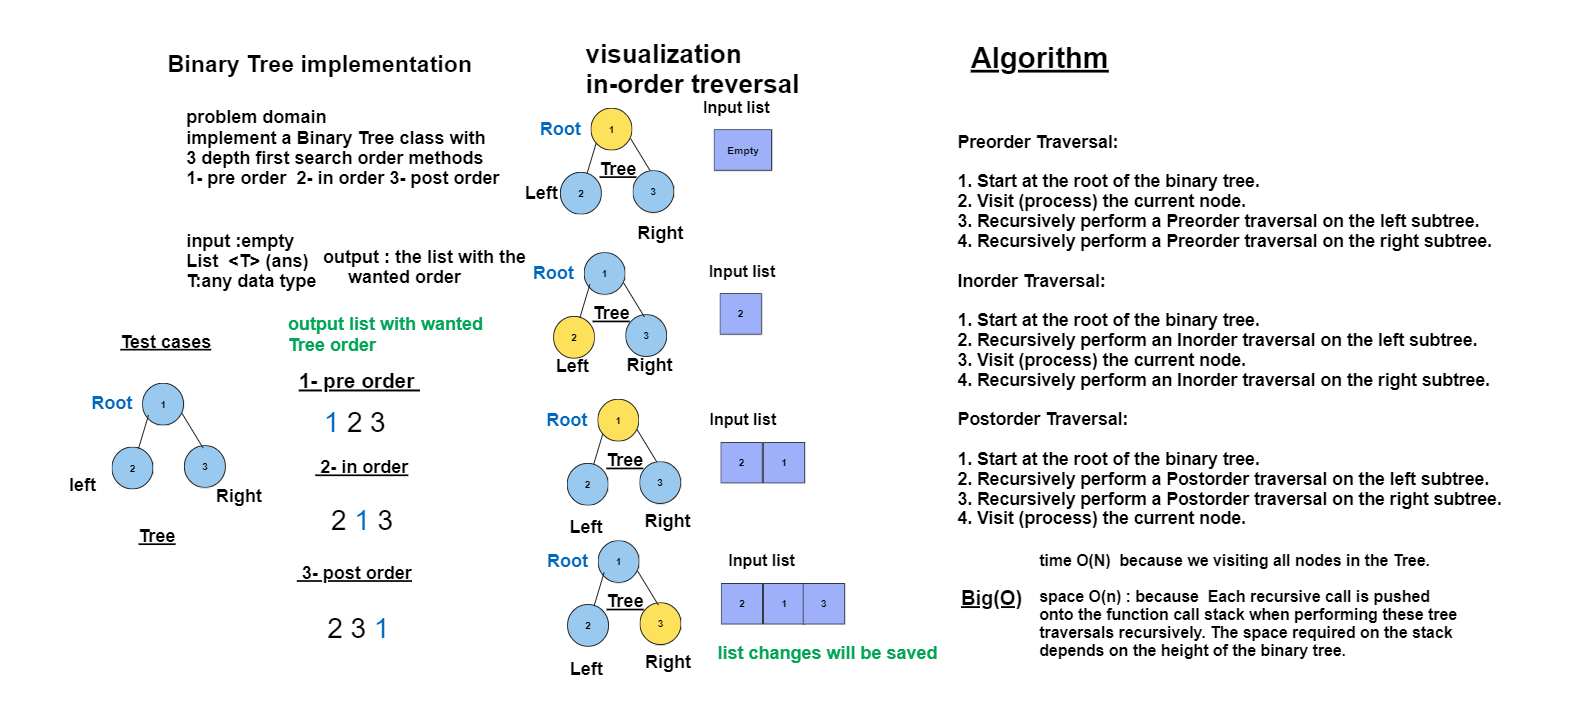 Binary Tree implementation
problem domain
implement a Binary Tree class with
3 depth first search order methods
1- pre order 2- in order 3- post order
input :empty
List <T> (ans)
T:any data type
output : the list with the
wanted order
Test cases
output list with wanted
Tree order
Root
1
2
3
left
Right
Tree
1- pre order
1 2 3
2- in order
2 1 3
3- post order
2 3 1
visualization
in-order treversal
Root
1
Tree
Left
2
3
Right
Input list
Empty
Root
1
Tree
2
3
Left
Right
Input list
2
Root
1
Tree
2
3
Left
Right
Input list
2
1
Root
1
Tree
2
3
Left
Right
Input list
2
1
3
list changes will be saved
Algorithm
Preorder Traversal:
1. Start at the root of the binary tree.
2. Visit (process) the current node.
3. Recursively perform a Preorder traversal on the left subtree.
4. Recursively perform a Preorder traversal on the right subtree.
Inorder Traversal:
1. Start at the root of the binary tree.
2. Recursively perform an Inorder traversal on the left subtree.
3. Visit (process) the current node.
4. Recursively perform an Inorder traversal on the right subtree.
Postorder Traversal:
1. Start at the root of the binary tree.
2. Recursively perform a Postorder traversal on the left subtree.
3. Recursively perform a Postorder traversal on the right subtree.
4. Visit (process) the current node.
Big(O)
time O(N) because we visiting all nodes in the Tree.
space O(n) : because Each recursive call is pushed
onto the function call stack when performing these tree
traversals recursively. The space required on the stack
depends on the height of the binary tree.